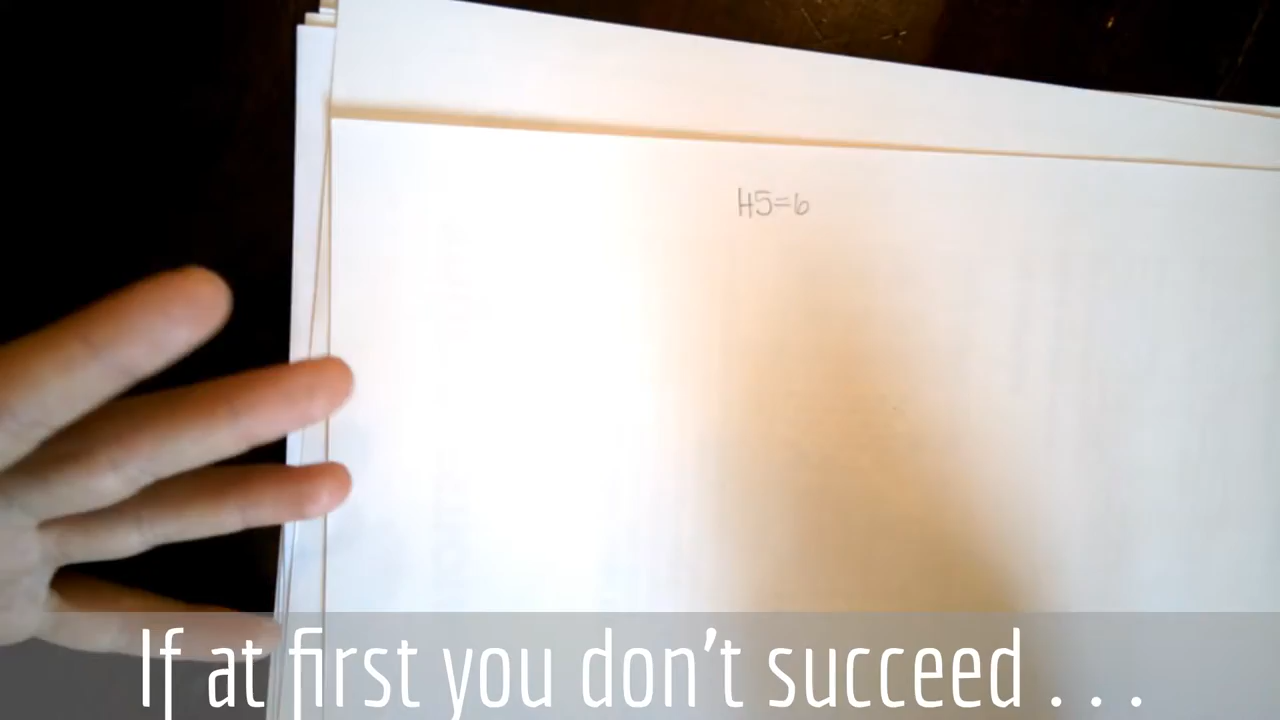 H5=6
If at first you don't succeed . . .